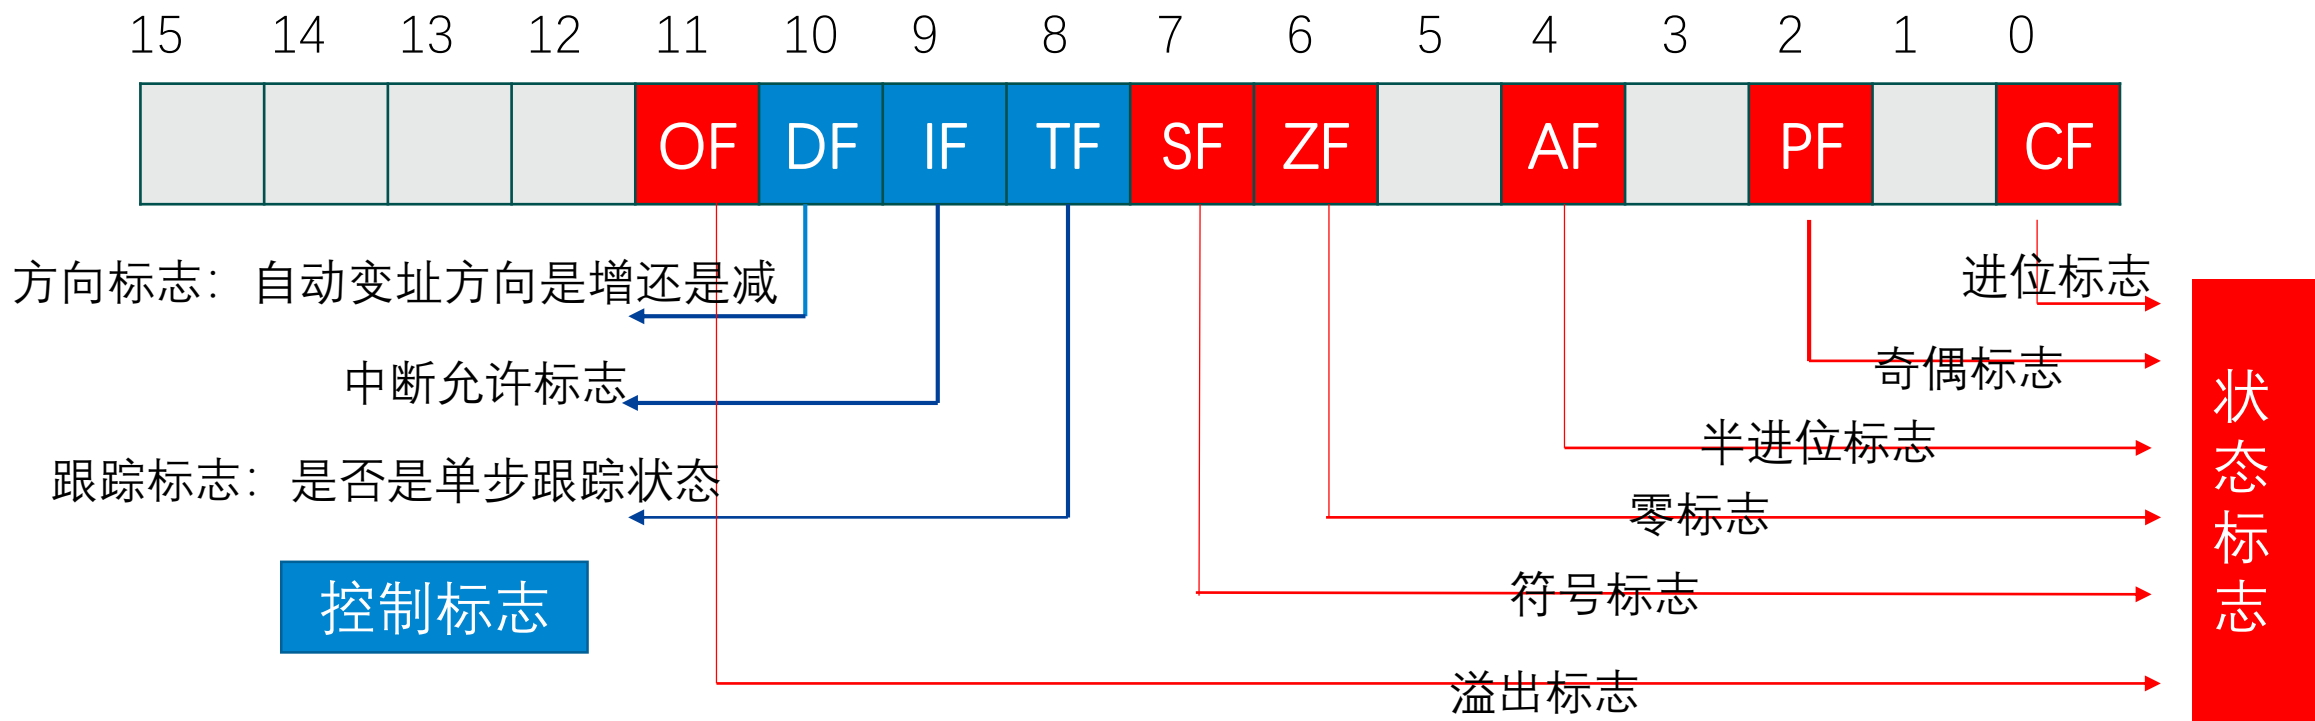 15 14 13 12 11 10 9 8 7 6 5 4 3 2 1 0
OF DF IF TF SF ZF AF PF CF
方向标志：自动变址方向是增还是减
进位标志
中断允许标志
奇偶标志
半进位标志
跟踪标志：是否是单步跟踪状态
零标志
控制标志
符号标志
溢出标志
状态标志